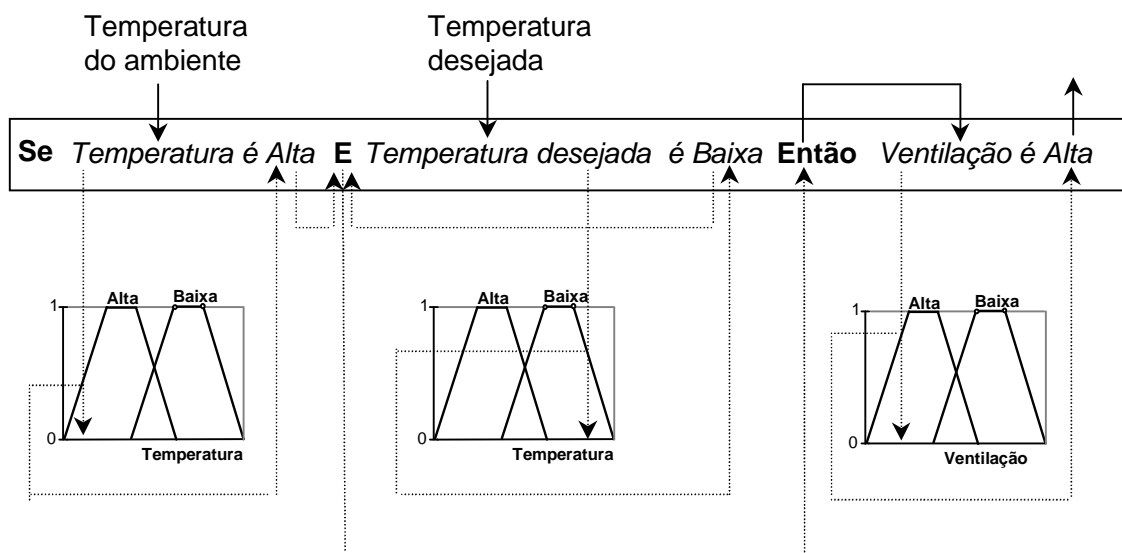 Temperatura
do ambiente
Temperatura
desejada
Se Temperatura é Alta E Temperatura desejada é Baixa Então Ventilação é Alta
Alta Baixa
1
0
Temperatura
Alta Baixa
1
0
Temperatura
Alta Baixa
1
0
Ventilação